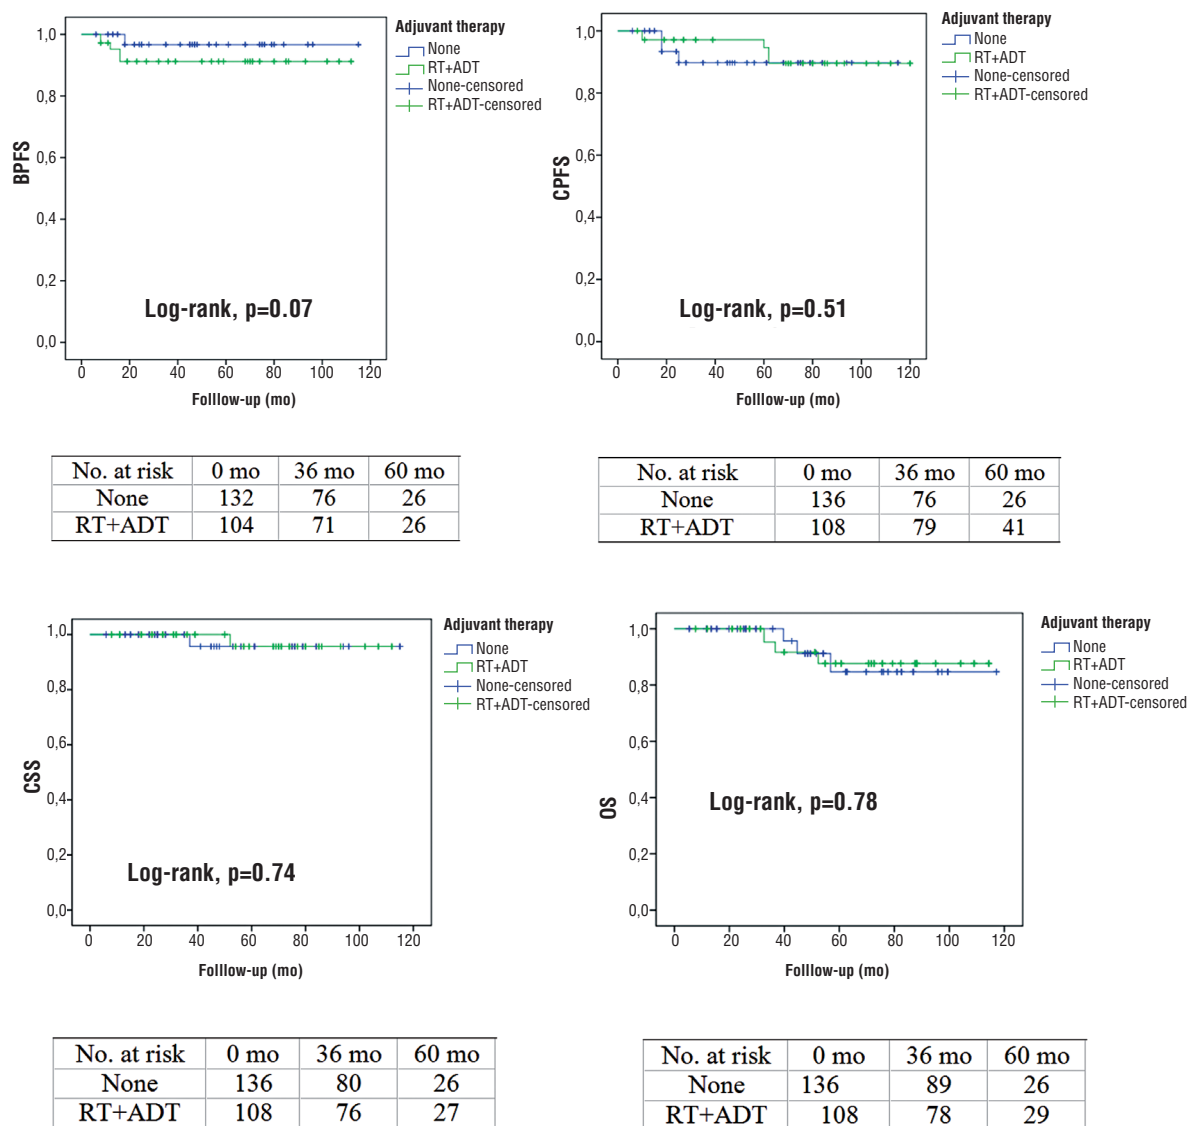 Adjuvant therapy
None
RT+ADT
None-censored
RT+ADT-censored
BPFS
1,0
0,8
0,6
0,4
0,2
0,0
Log-rank, p=0.07
0 20 40 60 80 100 120
Folllow-up (mo)
No. at risk 0 mo 36 mo 60 mo
None 132 76 26
RT+ADT 104 71 26
Adjuvant therapy
None
RT+ADT
None-censored
RT+ADT-censored
CPFS
1,0
0,8
0,6
0,4
0,2
0,0
Log-rank, p=0.51
0 20 40 60 80 100 120
Folllow-up (mo)
No. at risk 0 mo 36 mo 60 mo
None 136 76 26
RT+ADT 108 79 41
Adjuvant therapy
None
RT+ADT
None-censored
RT+ADT-censored
CSS
1,0
0,8
0,6
0,4
0,2
0,0
Log-rank, p=0.74
0 20 40 60 80 100 120
Folllow-up (mo)
No. at risk 0 mo 36 mo 60 mo
None 136 80 26
RT+ADT 108 76 27
Adjuvant therapy
None
RT+ADT
None-censored
RT+ADT-censored
OS
1,0
0,8
0,6
0,4
0,2
0,0
Log-rank, p=0.78
0 20 40 60 80 100 120
Folllow-up (mo)
No. at risk 0 mo 36 mo 60 mo
None 136 89 26
RT+ADT 108 78 29